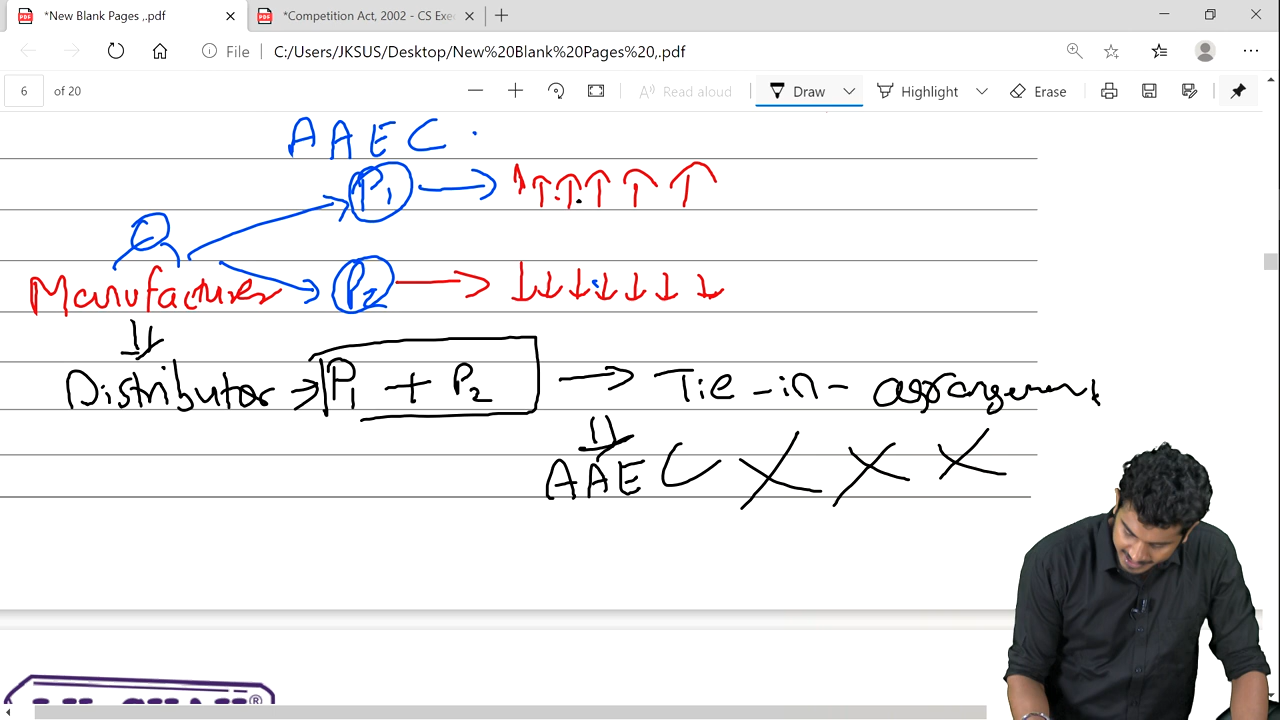 *New Blank Pages ,.pdf
*Competition Act, 2002 - CS Exec
File C:/Users/JKSUS/Desktop/New%20Blank%20Pages%20,.pdf
6 of 20
Read aloud Draw Highlight Erase
AAEC
P1 →
Manufacturer P2 →
Distributor → P1 + P2 → Tie-in-arrangement
AAEC X X X